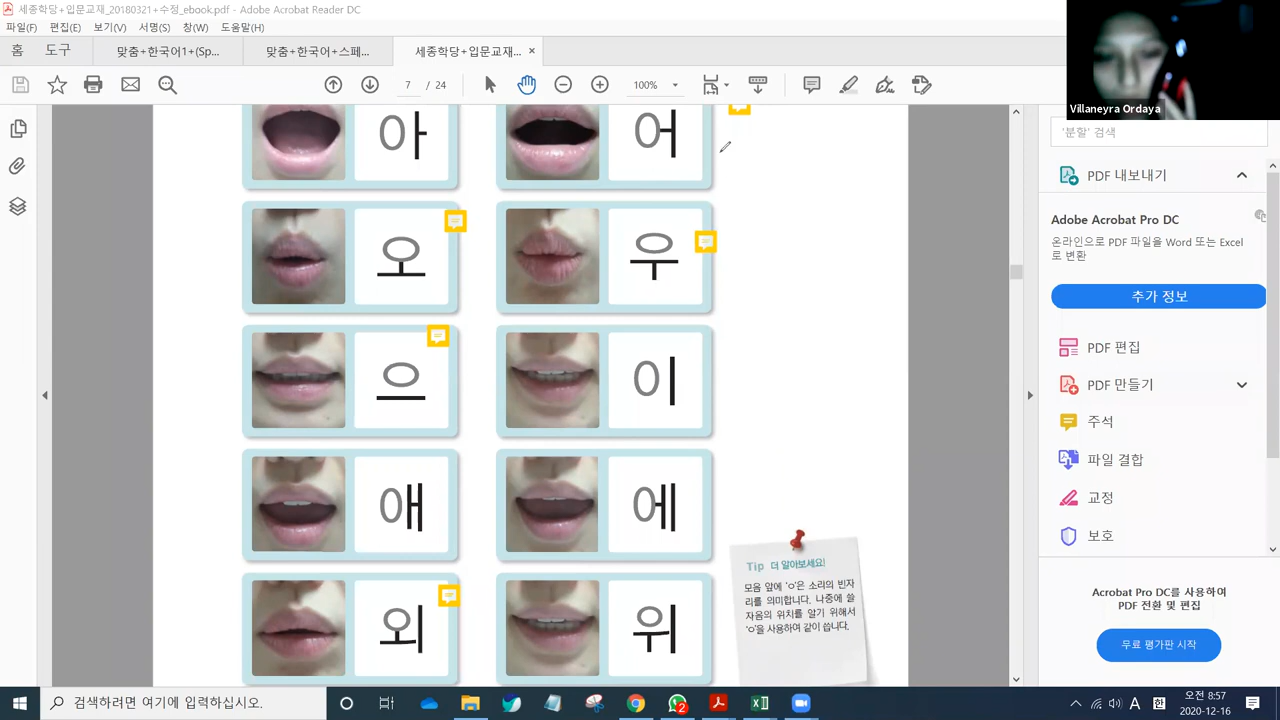 세종학당+입문교재_20180321+수정_ebook.pdf - Adobe Acrobat Reader DC
파일(F) 편집(E) 보기(V) 서명(S) 창(W) 도움말(H)
홈 도구 맞춤+한국어1+(Sp... 맞춤+한국어+스페... 세종학당+입문교재... ×
7 / 24 100%
Villaneyra Ordaya
'분할' 검색
아 어
오 우
으 이
애 에
외 위
Tip 더 알아보세요!
모음 앞에 'ㅇ'은 소리의 빈자
리를 의미합니다. 나중에 쓸
자음의 위치를 알기 위해서
'ㅇ'을 사용하여 같이 씁니다.
PDF 내보내기
Adobe Acrobat Pro DC
온라인으로 PDF 파일을 Word 또는 Excel
로 변환
추가 정보
PDF 편집
PDF 만들기
주석
파일 결합
교정
보호
Acrobat Pro DC를 사용하여
PDF 전환 및 편집
무료 평가판 시작
검색하려면 여기에 입력하십시오.
2
A 한 오전 8:57
2020-12-16